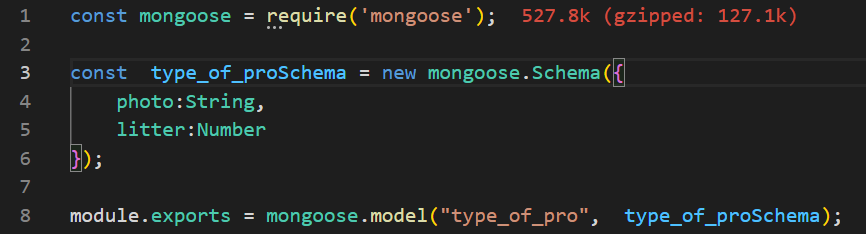 1 const mongoose = require('mongoose'); 527.8k (gzipped: 127.1k)
2
3 const  type_of_proSchema = new mongoose.Schema({
4     photo:String,
5     litter:Number
6 });
7
8 module.exports = mongoose.model("type_of_pro",  type_of_proSchema);